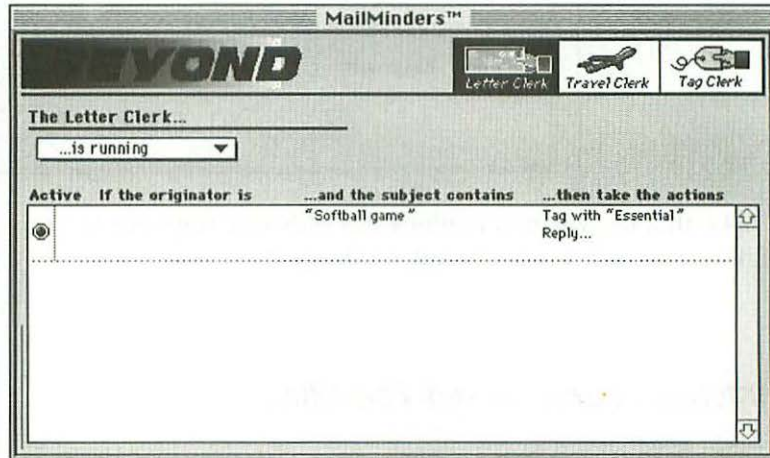 MailMinders™
BEYOND
Letter Clerk Travel Clerk Tag Clerk
The Letter Clerk...
...is running
Active If the originator is ...and the subject contains ...then take the actions
"Softball game" Tag with "Essential"
Reply...